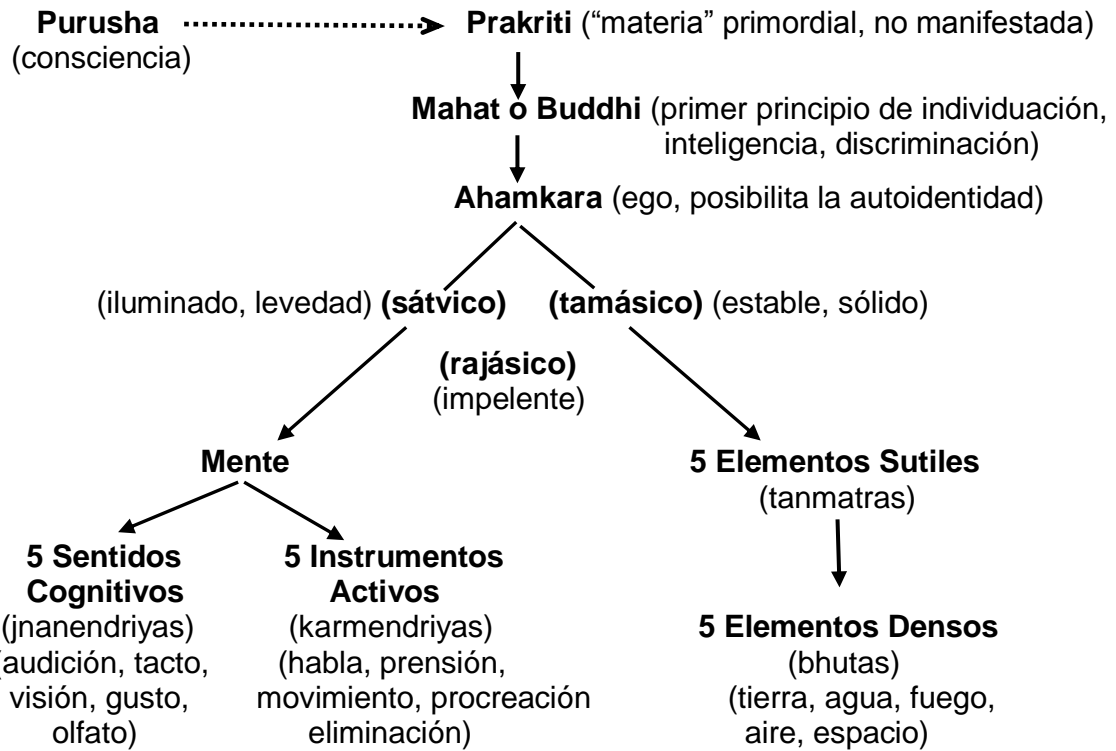 Purusha
(consciencia)
Prakriti (“materia” primordial, no manifestada)
Mahat o Buddhi (primer principio de individuación,
inteligencia, discriminación)
Ahamkara (ego, posibilita la autoidentidad)
(iluminado, levedad) (sátvico)
(tamásico) (estable, sólido)
(rajásico)
(impelente)
Mente
5 Sentidos
Cognitivos
(jnanendriyas)
(audición, tacto,
visión, gusto,
olfato)
5 Instrumentos
Activos
(karmendriyas)
(habla, prensión,
movimiento, procreación
eliminación)
5 Elementos Sutiles
(tanmatras)
5 Elementos Densos
(bhutas)
(tierra, agua, fuego,
aire, espacio)